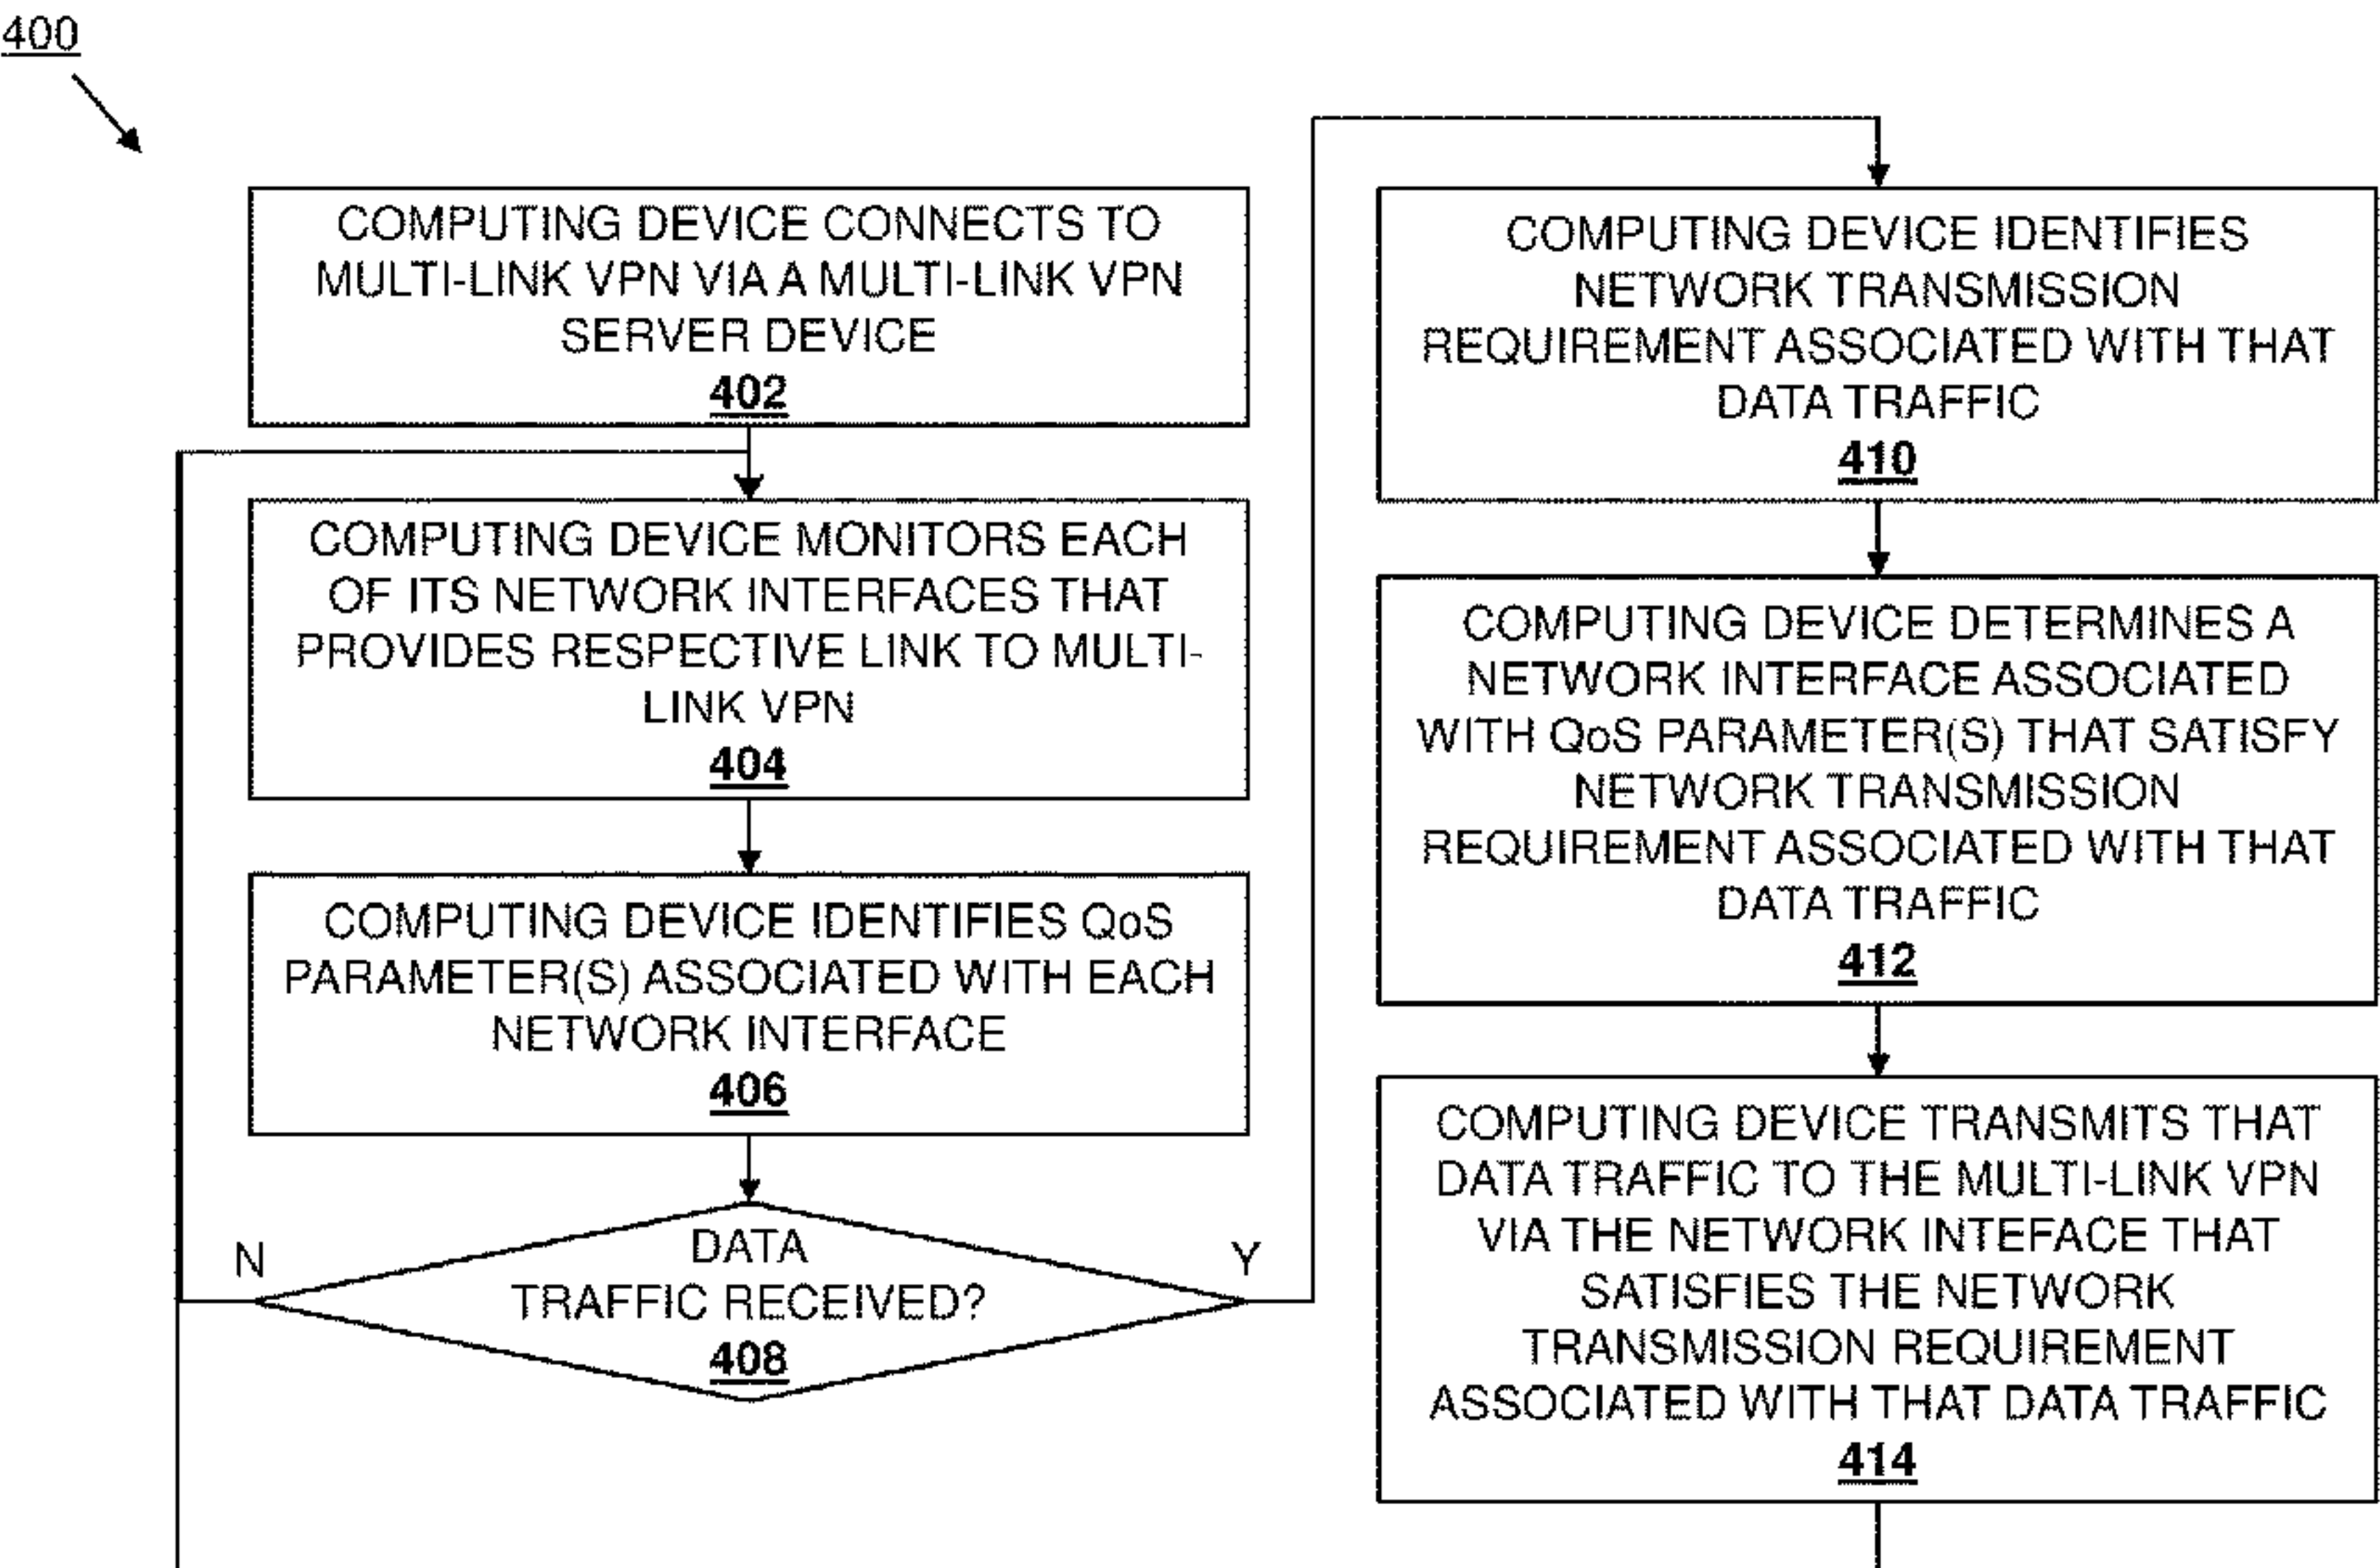 400
COMPUTING DEVICE CONNECTS TO
MULTI-LINK VPN VIA A MULTI-LINK VPN
SERVER DEVICE
402
COMPUTING DEVICE MONITORS EACH
OF ITS NETWORK INTERFACES THAT
PROVIDES RESPECTIVE LINK TO MULTI-
LINK VPN
404
COMPUTING DEVICE IDENTIFIES QoS
PARAMETER(S) ASSOCIATED WITH EACH
NETWORK INTERFACE
406
N
DATA
TRAFFIC RECEIVED?
408
Y
COMPUTING DEVICE IDENTIFIES
NETWORK TRANSMISSION
REQUIREMENT ASSOCIATED WITH THAT
DATA TRAFFIC
410
COMPUTING DEVICE DETERMINES A
NETWORK INTERFACE ASSOCIATED
WITH QoS PARAMETER(S) THAT SATISFY
NETWORK TRANSMISSION
REQUIREMENT ASSOCIATED WITH THAT
DATA TRAFFIC
412
COMPUTING DEVICE TRANSMITS THAT
DATA TRAFFIC TO THE MULTI-LINK VPN
VIA THE NETWORK INTEFACE THAT
SATISFIES THE NETWORK
TRANSMISSION REQUIREMENT
ASSOCIATED WITH THAT DATA TRAFFIC
414